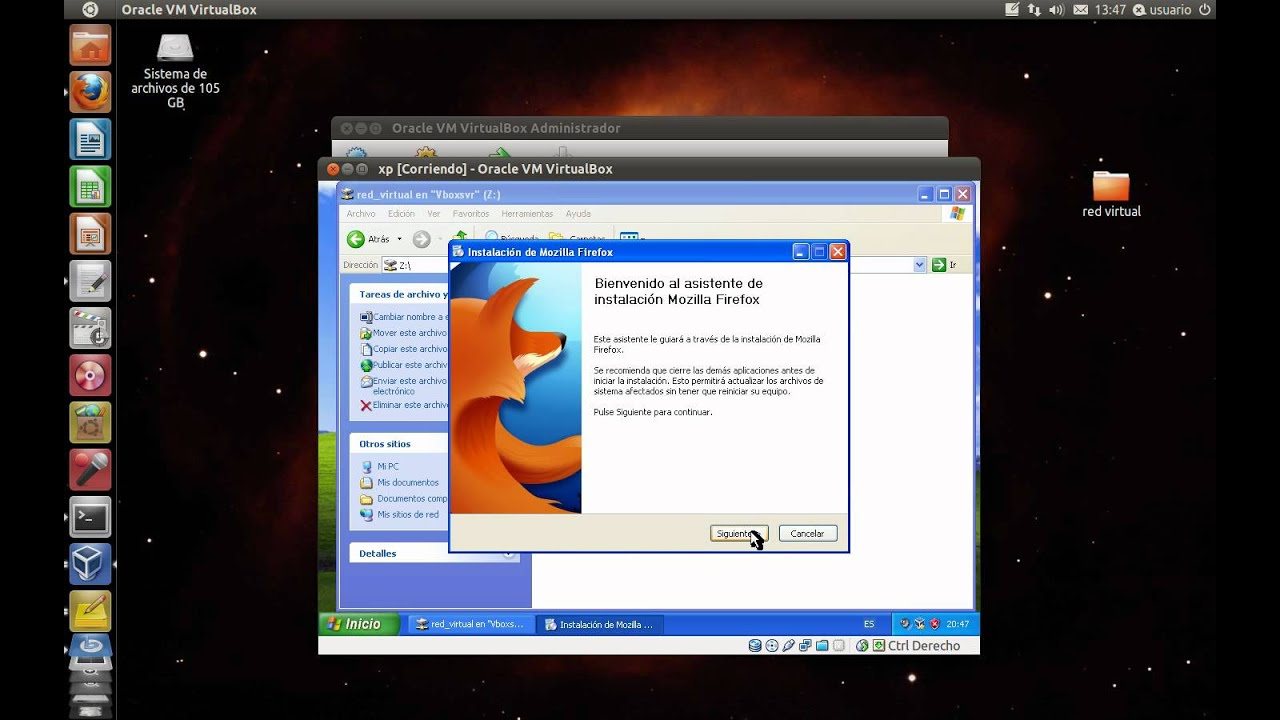 Oracle VM VirtualBox
13:47
usuario
Sistema de
archivos de 105
GB
red virtual
Oracle VM VirtualBox Administrador
xp [Corriendo] - Oracle VM VirtualBox
red_virtual en "Vboxsvr" (Z:)
Archivo Edición Ver Favoritos Herramientas Ayuda
Atrás Búsqueda Carpetas
Dirección Z:\ Ir
Tareas de archivo y
Cambiar nombre a e
Mover este archivo
Copiar este archivo
Publicar este archiv
Enviar este archivo
electrónico
Eliminar este archiv
Otros sitios
Mi PC
Mis documentos
Documentos comp
Mis sitios de red
Detalles
Instalación de Mozilla Firefox
Bienvenido al asistente de
instalación Mozilla Firefox
Este asistente le guiará a través de la instalación de Mozilla
Firefox.
Se recomienda que cierre las demás aplicaciones antes de
iniciar la instalación. Esto permitirá actualizar los archivos de
sistema afectados sin tener que reiniciar su equipo.
Pulse Siguiente para continuar.
Siguiente
Cancelar
Inicio
red_virtual en "Vboxs...
Instalación de Mozilla ...
ES
20:47
Ctrl Derecho